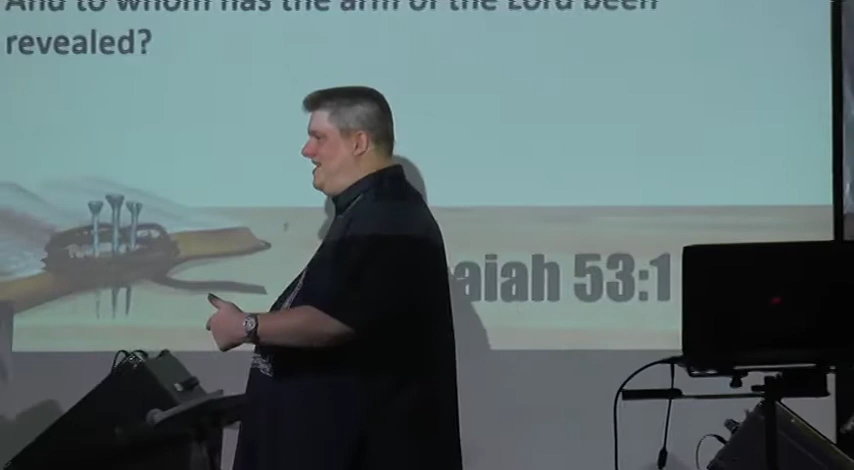 And to whom has the arm of the Lord been
revealed?
aiah 53:1